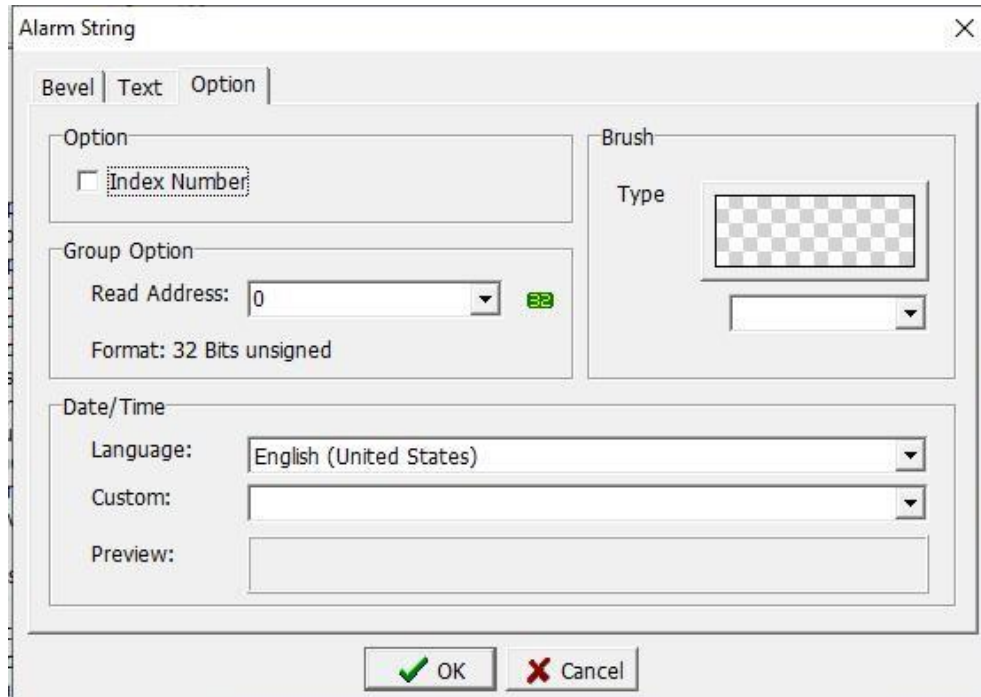 Alarm String
Bevel Text Option
Option
Index Number
Group Option
Read Address: 0 32
Format: 32 Bits unsigned
Brush
Type
Date/Time
Language: English (United States)
Custom:
Preview:
OK Cancel